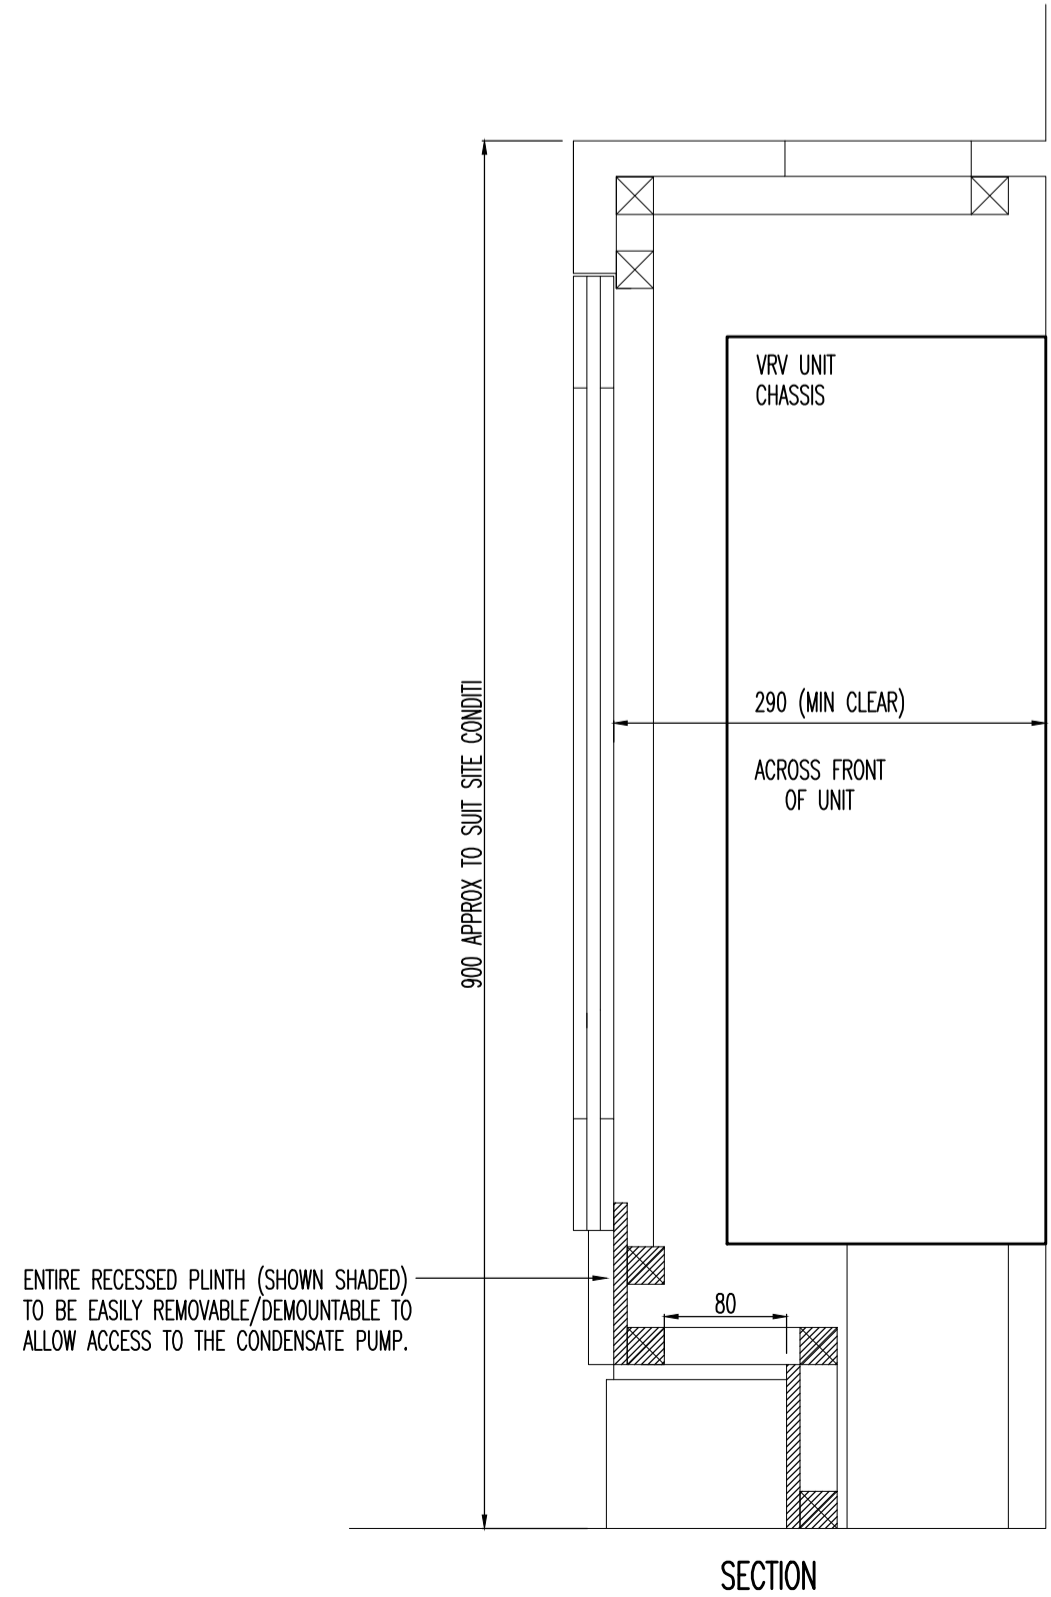 VRV UNIT
CHASSIS
290 (MIN CLEAR)
ACROSS FRONT
OF UNIT
900 APPROX TO SUIT SITE CONDITI
ENTIRE RECESSED PLINTH (SHOWN SHADED)
TO BE EASILY REMOVABLE/DEMOUNTABLE TO
ALLOW ACCESS TO THE CONDENSATE PUMP.
80
SECTION